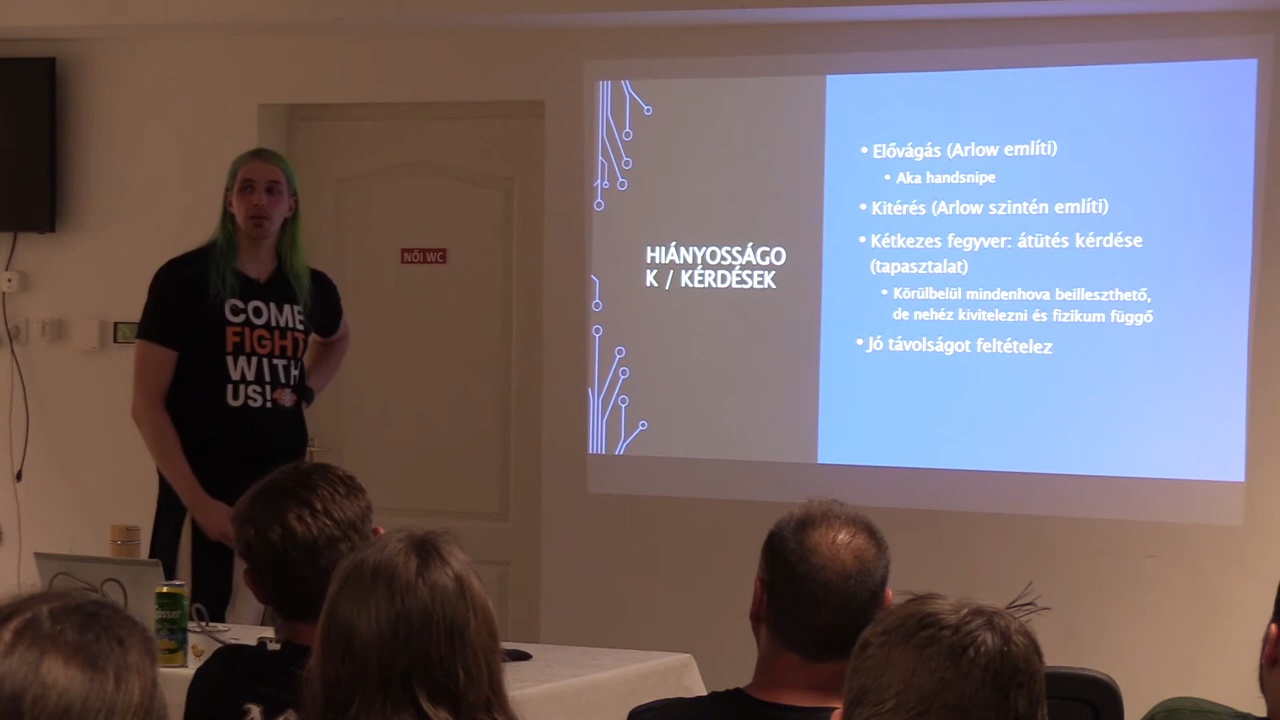 NŐI WC
COME
FIGHT
WITH
US!
HIÁNYOSSÁGO
K / KÉRDÉSEK
• Elővágás (Arlow említi)
• Aka handsnipe
• Kitérés (Arlow szintén említi)
• Kétkezes fegyver: átütés kérdése
(tapasztalat)
• Körülbelül mindenhova beilleszthető,
de nehéz kivitelezni és fizikum függő
• Jó távolságot feltételez